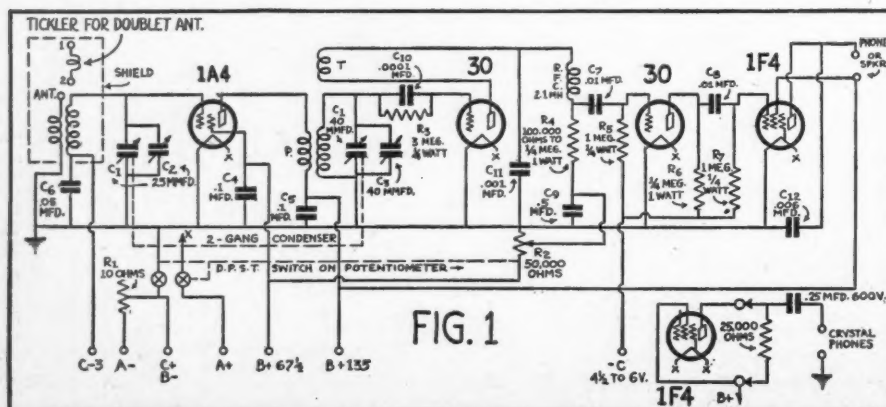 TICKLER FOR DOUBLET ANT.
1
2
SHIELD
ANT.
1A4
C6
.05
MFD.
C1
C2
25 MMFD.
C4
.1
MFD.
P.
C5
.1
MFD.
T
C10
.0001
MFD.
C1
40
MMFD.
R3
3 MEG.
¼ WATT
C3
40 MMFD.
30
X
C11
.001
MFD.
R.
F.
C.
2.1 MH
C7
.01 MFD.
R4
100,000
OHMS TO
¼ MEG.
1 WATT
R5
1 MEG.
¼ WATT
C9
.5
MFD.
30
X
R6
¼ MEG.
1 WATT
C8
.01 MFD.
R7
1 MEG.
¼
WATT
1F4
X
C12
.006
MFD.
PHONE
OR
SPKR
2-GANG CONDENSER
X
R1
10 OHMS
D.P.S.T. SWITCH ON POTENTIOMETER
R2
50,000
OHMS
FIG. 1
C-3
A-
C+
B-
A+
B+ 67½
B+135
-C
4½ TO 6V.
1F4
25,000
OHMS
B+
.25 MFD. 600V.
CRYSTAL
PHONES